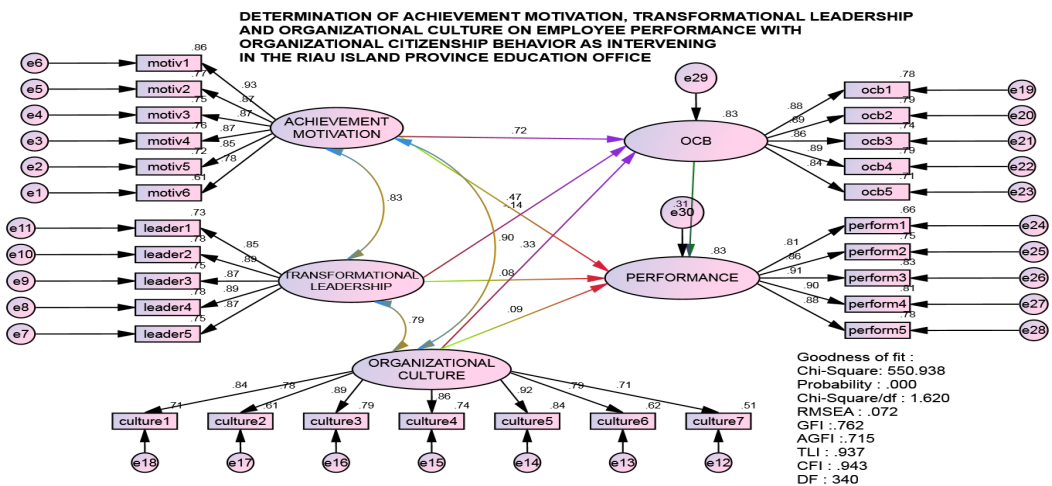 DETERMINATION OF ACHIEVEMENT MOTIVATION, TRANSFORMATIONAL LEADERSHIP
AND ORGANIZATIONAL CULTURE ON EMPLOYEE PERFORMANCE WITH
ORGANIZATIONAL CITIZENSHIP BEHAVIOR AS INTERVENING
IN THE RIAU ISLAND PROVINCE EDUCATION OFFICE
e6 motiv1 .86 .93
e5 motiv2 .77 .87
e4 motiv3 .75 .87
e3 motiv4 .76 .87
e2 motiv5 .72 .85
e1 motiv6 .61 .78
ACHIEVEMENT
MOTIVATION
e11 leader1 .73 .85
e10 leader2 .78 .89
e9 leader3 .75 .87
e8 leader4 .78 .89
e7 leader5 .75 .87
TRANSFORMATIONAL
LEADERSHIP
.83
.90
.79
.72
.47
-.14
.33
.08
.09
.31
e29
.83
OCB
.88 .78 ocb1 e19
.89 .79 ocb2 e20
.86 .74 ocb3 e21
.89 .79 ocb4 e22
.84 .71 ocb5 e23
e30
.83
PERFORMANCE
.81 .66 perform1 e24
.86 .75 perform2 e25
.91 .83 perform3 e26
.90 .81 perform4 e27
.88 .78 perform5 e28
ORGANIZATIONAL
CULTURE
.84 .78 .89 .86 .92 .79 .71
.71 .61 .79 .74 .84 .62 .51
culture1 culture2 culture3 culture4 culture5 culture6 culture7
e18 e17 e16 e15 e14 e13 e12
Goodness of fit :
Chi-Square: 550.938
Probability : .000
Chi-Square/df : 1.620
RMSEA : .072
GFI :.762
AGFI :.715
TLI : .937
CFI : .943
DF : 340